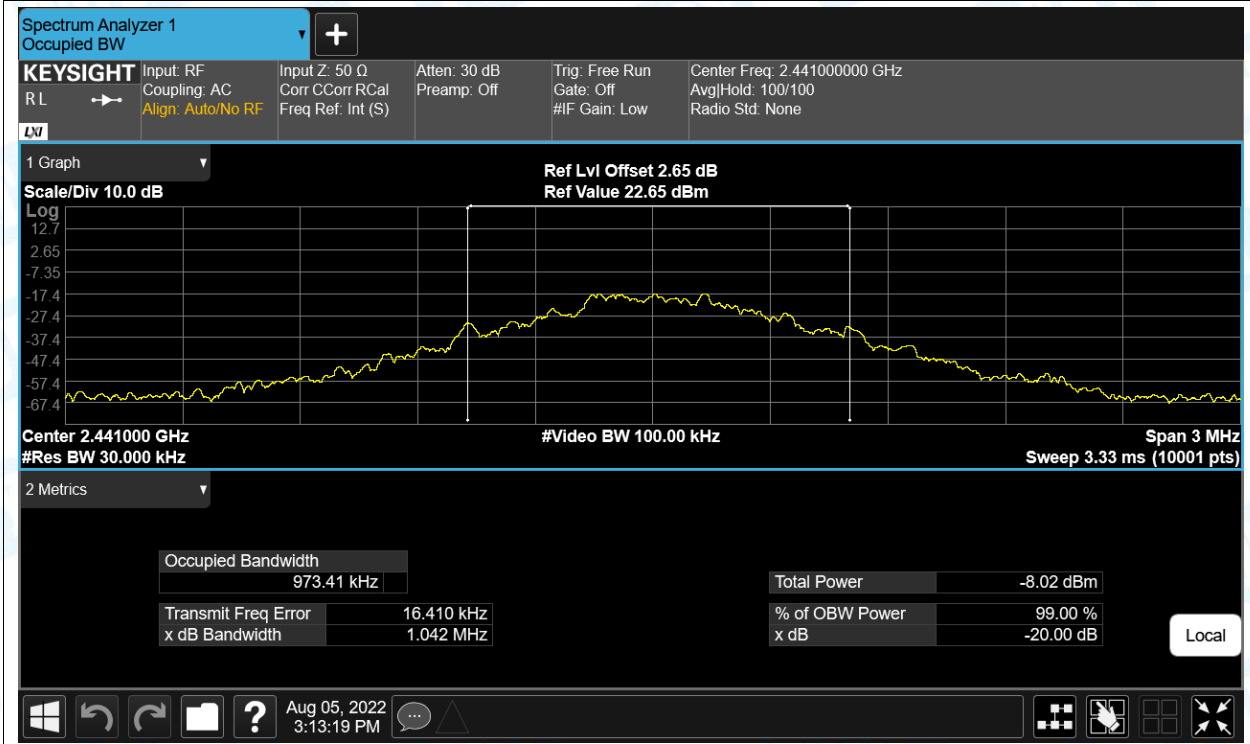 Spectrum Analyzer 1
Occupied BW
KEYSIGHT
R L
LXI
Input: RF
Coupling: AC
Align: Auto/No RF
Input Z: 50 Ω
Corr CCorr RCal
Freq Ref: Int (S)
Atten: 30 dB
Preamp: Off
Trig: Free Run
Gate: Off
#IF Gain: Low
Center Freq: 2.441000000 GHz
Avg|Hold: 100/100
Radio Std: None
1 Graph
Scale/Div 10.0 dB
Ref Lvl Offset 2.65 dB
Ref Value 22.65 dBm
Log
12.7
2.65
-7.35
-17.4
-27.4
-37.4
-47.4
-57.4
-67.4
Center 2.441000 GHz
#Video BW 100.00 kHz
Span 3 MHz
#Res BW 30.000 kHz
Sweep 3.33 ms (10001 pts)
2 Metrics
Occupied Bandwidth
973.41 kHz
Total Power -8.02 dBm
Transmit Freq Error 16.410 kHz
% of OBW Power 99.00 %
x dB Bandwidth 1.042 MHz
x dB -20.00 dB
Local
?
Aug 05, 2022
3:13:19 PM